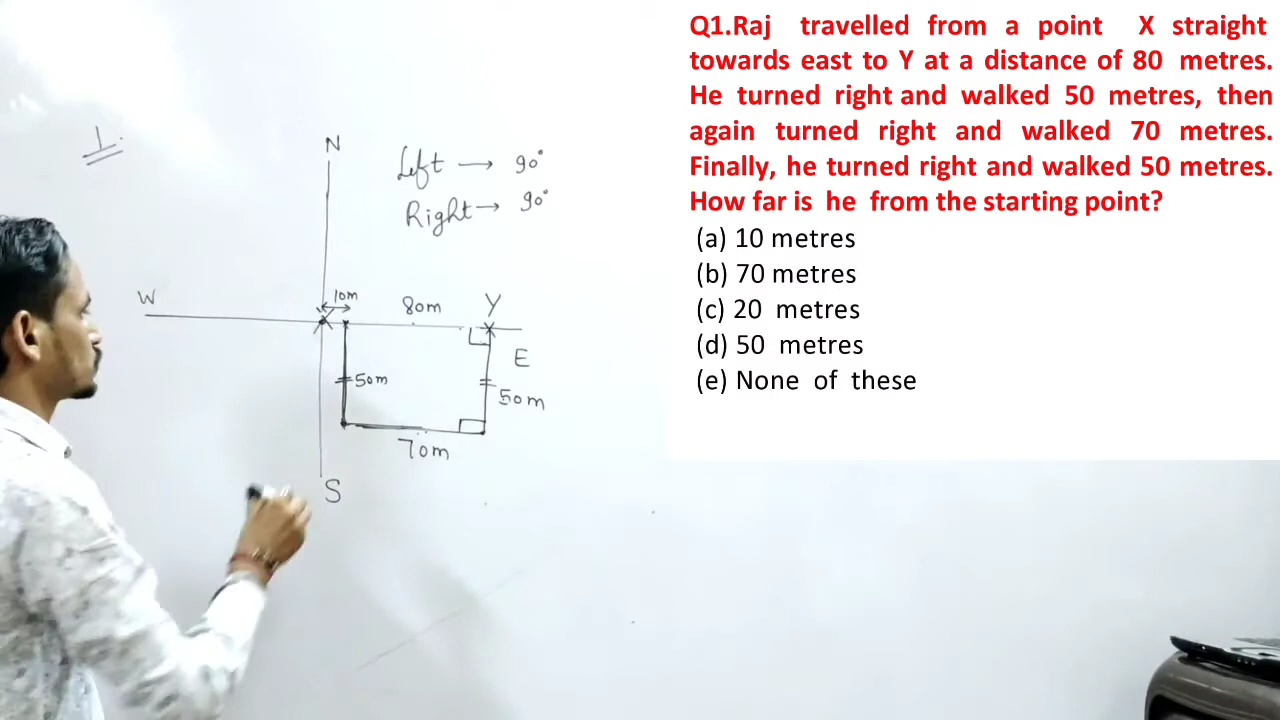 1.
N
Left → 90°
Right → 90°
W
10m
80m
Y
X
E
50m
50m
70m
S
Q1.Raj travelled from a point X straight
towards east to Y at a distance of 80 metres.
He turned right and walked 50 metres, then
again turned right and walked 70 metres.
Finally, he turned right and walked 50 metres.
How far is he from the starting point?
(a) 10 metres
(b) 70 metres
(c) 20 metres
(d) 50 metres
(e) None of these